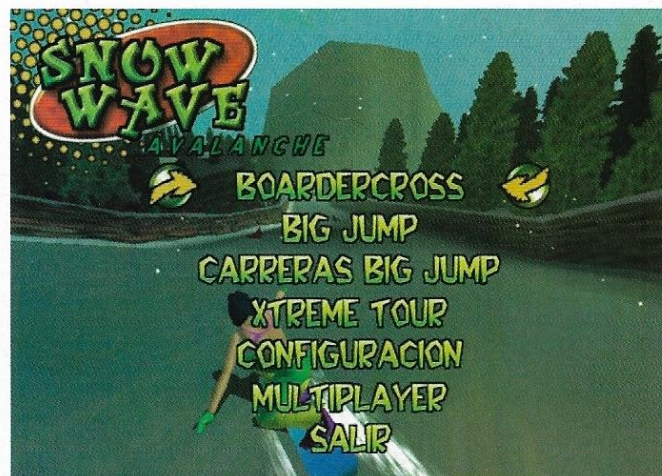 SNOW
WAVE
AVALANCHE
BOARDERCROSS
BIG JUMP
CARRERAS BIG JUMP
XTREME TOUR
CONFIGURACION
MULTIPLAYER
SALIR